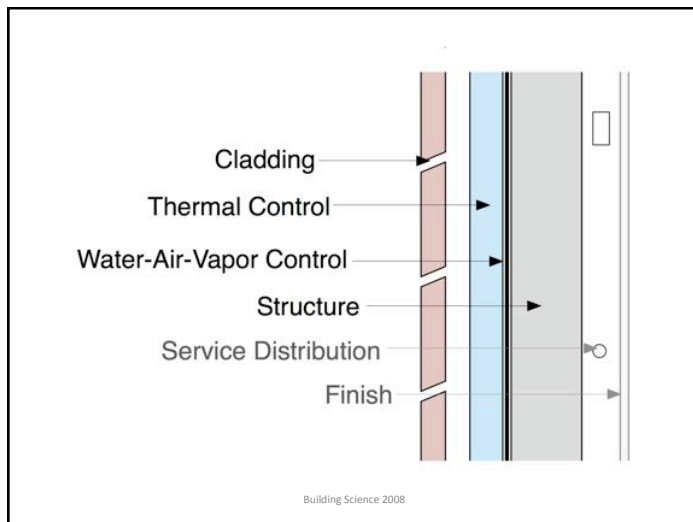 Cladding
Thermal Control
Water-Air-Vapor Control
Structure
Service Distribution
Finish
Building Science 2008